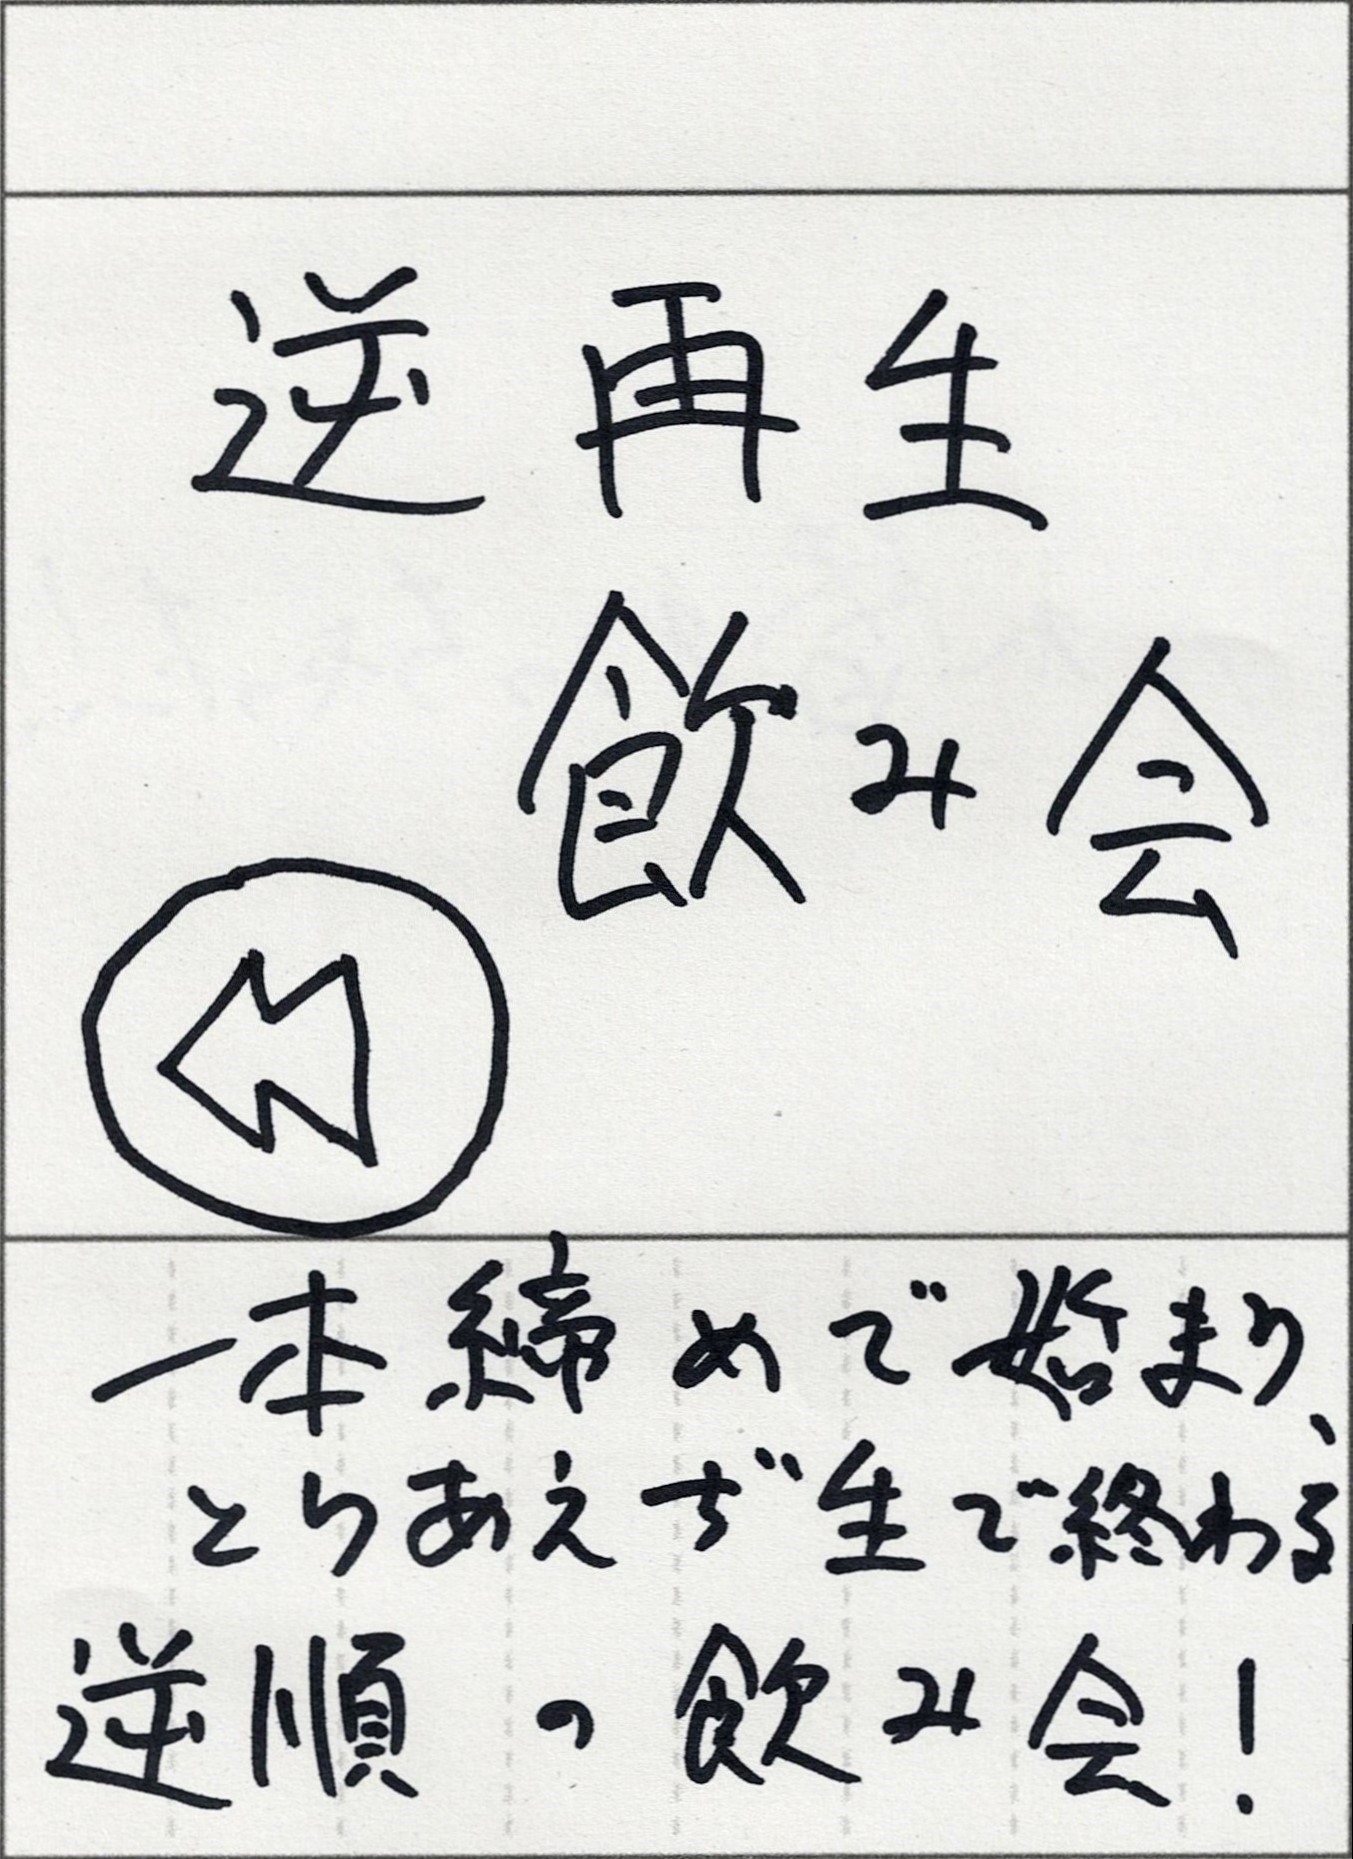 逆再生
飲み会
一本締めで始まり、
とりあえず生で終わる
逆順の飲み会!